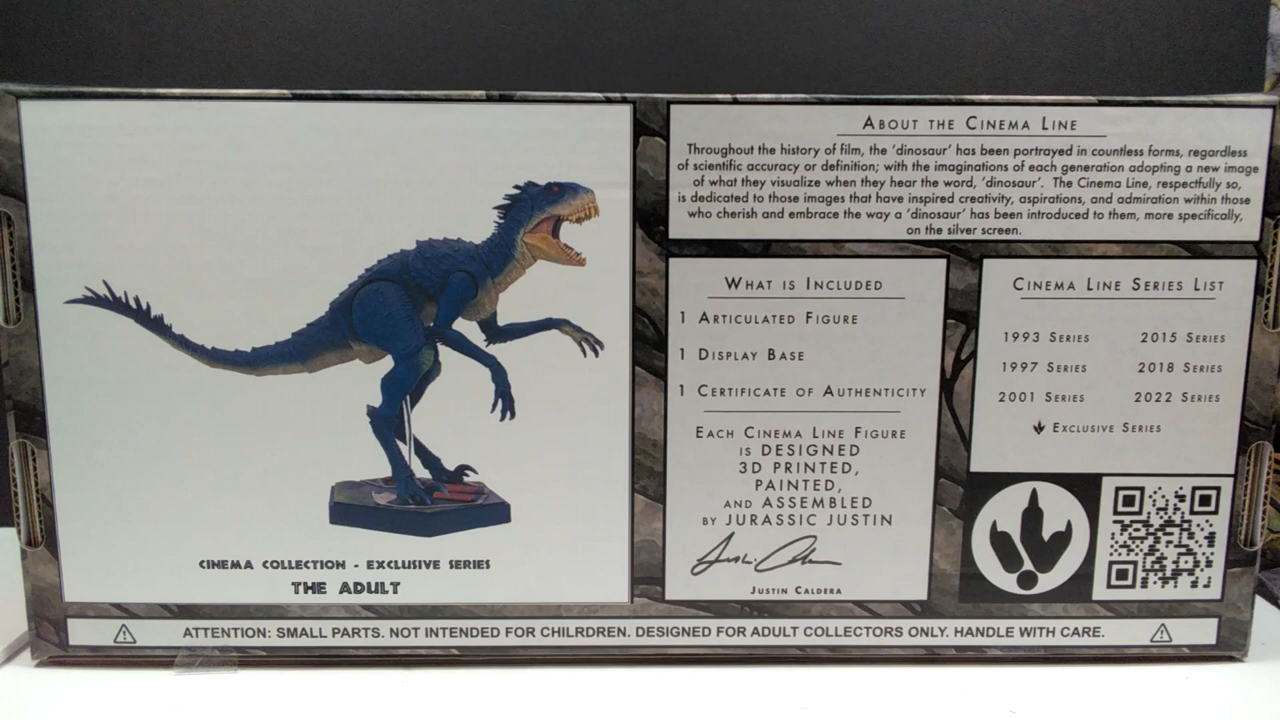 About the Cinema Line
Throughout the history of film, the 'dinosaur' has been portrayed in countless forms, regardless
of scientific accuracy or definition; with the imaginations of each generation adopting a new image
of what they visualize when they hear the word, 'dinosaur'. The Cinema Line, respectfully so,
is dedicated to those images that have inspired creativity, aspirations, and admiration within those
who cherish and embrace the way a 'dinosaur' has been introduced to them, more specifically,
on the silver screen.
What is Included
1 Articulated Figure
1 Display Base
1 Certificate of Authenticity
Each Cinema Line Figure
is DESIGNED
3D PRINTED,
PAINTED,
and ASSEMBLED
by JURASSIC JUSTIN
Justin Caldera
Cinema Line Series List
1993 Series 2015 Series
1997 Series 2018 Series
2001 Series 2022 Series
Exclusive Series
CINEMA COLLECTION - EXCLUSIVE SERIES
THE ADULT
ATTENTION: SMALL PARTS. NOT INTENDED FOR CHILRDREN. DESIGNED FOR ADULT COLLECTORS ONLY. HANDLE WITH CARE.